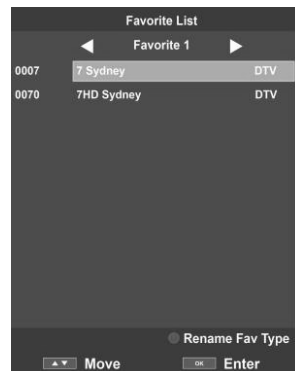 Favorite List
Favorite 1
0007 7 Sydney DTV
0070 7HD Sydney DTV
Rename Fav Type
Move OK Enter